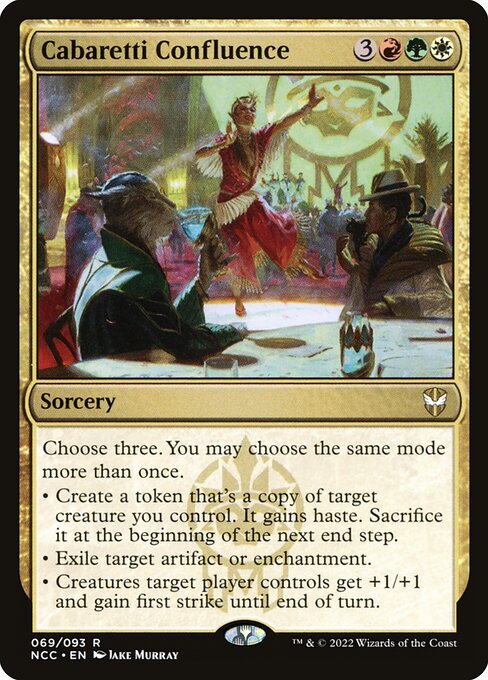 Cabaretti Confluence 3
Sorcery
Choose three. You may choose the same mode
more than once.
• Create a token that's a copy of target
creature you control. It gains haste. Sacrifice
it at the beginning of the next end step.
• Exile target artifact or enchantment.
• Creatures target player controls get +1/+1
and gain first strike until end of turn.
069/093 R
NCC • EN Jake Murray
™ & © 2022 Wizards of the Coast